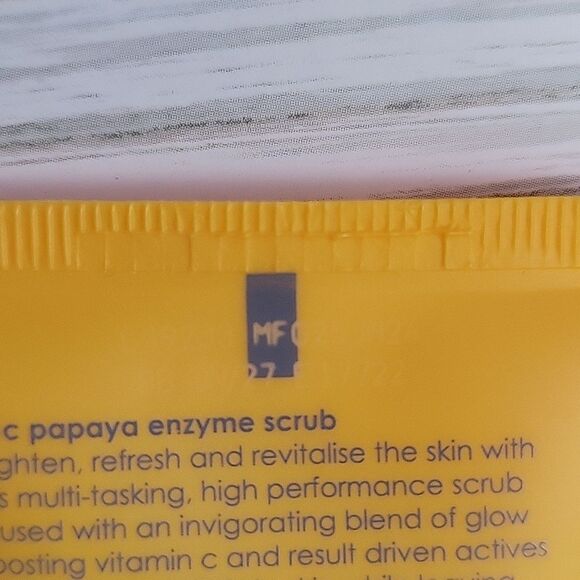 MF
27
c papaya enzyme scrub
ghten, refresh and revitalise the skin with
s multi-tasking, high performance scrub
used with an invigorating blend of glow
oosting vitamin c and result driven actives